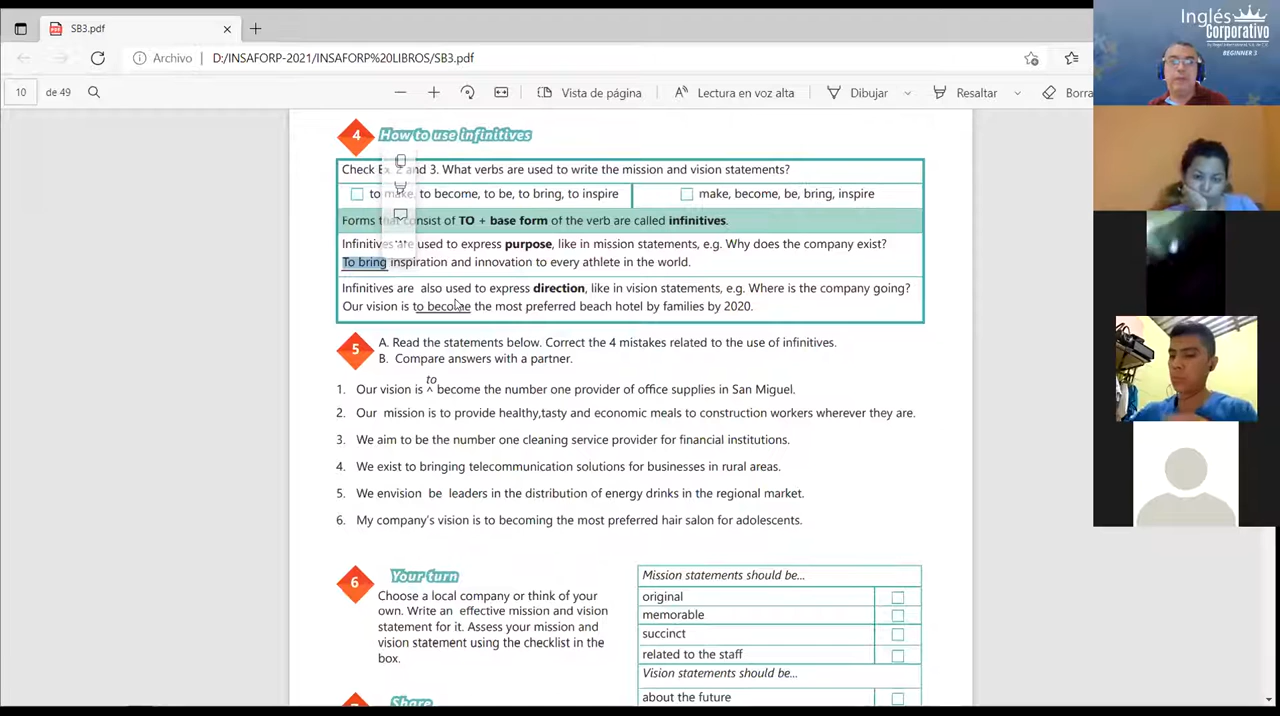 SB3.pdf
Archivo
D:/INSAFORP-2021/INSAFORP%20LIBROS/SB3.pdf
10
de 49
Vista de página
Lectura en voz alta
Dibujar
Resaltar
Borra
Inglés
Corporativo
BEGINNER 3
4 How to use infinitives
Check Ex. 2 and 3. What verbs are used to write the mission and vision statements?
to make, to become, to be, to bring, to inspire
make, become, be, bring, inspire
Forms that consist of TO + base form of the verb are called infinitives.
Infinitives are used to express purpose, like in mission statements, e.g. Why does the company exist?
To bring inspiration and innovation to every athlete in the world.
Infinitives are also used to express direction, like in vision statements, e.g. Where is the company going?
Our vision is to become the most preferred beach hotel by families by 2020.
5 A. Read the statements below. Correct the 4 mistakes related to the use of infinitives.
B. Compare answers with a partner.
to
1. Our vision is ^ become the number one provider of office supplies in San Miguel.
2. Our mission is to provide healthy,tasty and economic meals to construction workers wherever they are.
3. We aim to be the number one cleaning service provider for financial institutions.
4. We exist to bringing telecommunication solutions for businesses in rural areas.
5. We envision be leaders in the distribution of energy drinks in the regional market.
6. My company's vision is to becoming the most preferred hair salon for adolescents.
6 Your turn
Choose a local company or think of your
own. Write an effective mission and vision
statement for it. Assess your mission and
vision statement using the checklist in the
box.
Mission statements should be...
original
memorable
succinct
related to the staff
Vision statements should be...
about the future
Share